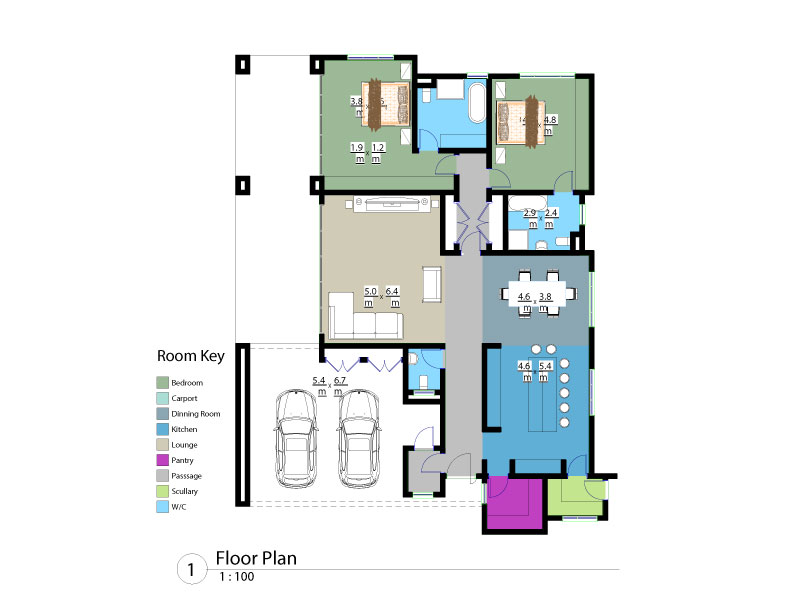 3.8
m
1.9 x 1.2
m m
4.8
m
2.9 x 2.4
m m
5.0 x 6.4
m m
4.6 x 3.8
m m
4.6 x 5.4
m m
5.4 x 6.7
m m
Room Key
Bedroom
Carport
Dinning Room
Kitchen
Lounge
Pantry
Passsage
Scullary
W/C
1
Floor Plan
1 : 100